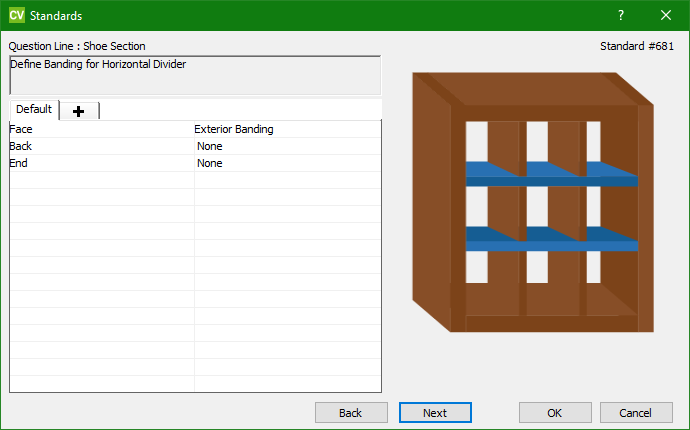 CV Standards ? ×
Question Line : Shoe Section Standard #681
Define Banding for Horizontal Divider
Default +
Face Exterior Banding
Back None
End None
Back Next OK Cancel